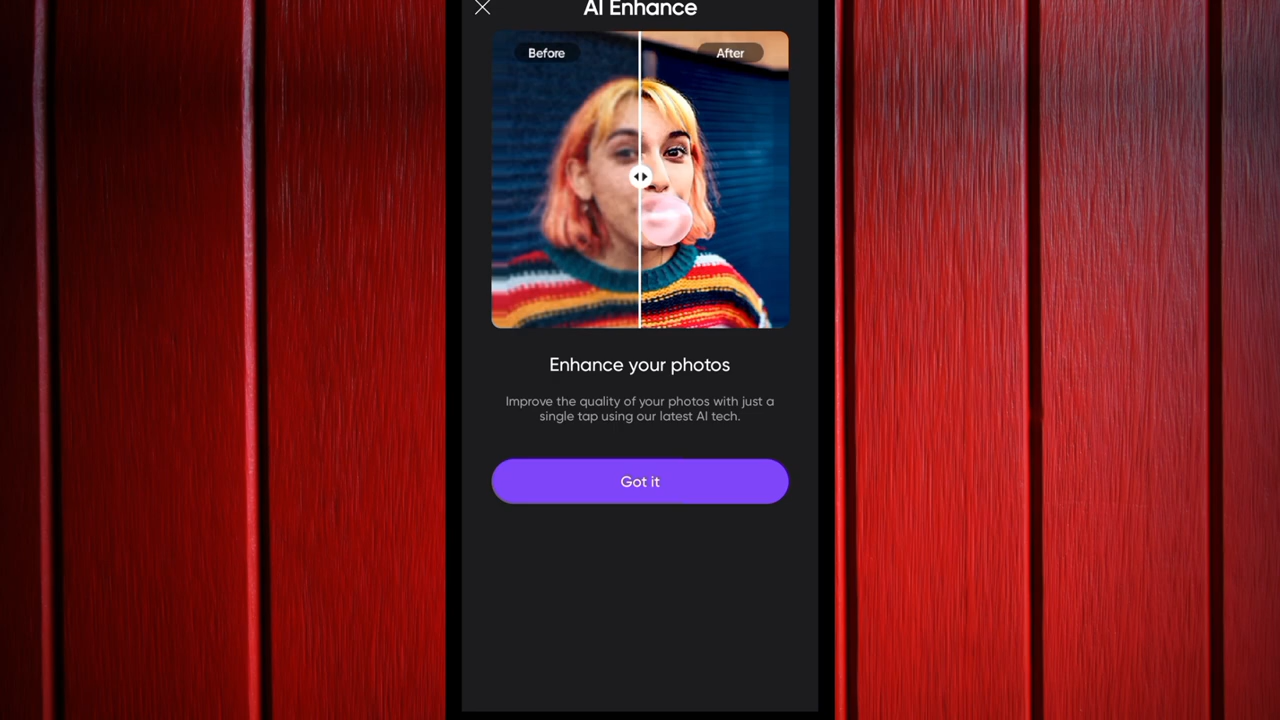 AI Enhance
Before
After
Enhance your photos
Improve the quality of your photos with just a
single tap using our latest AI tech.
Got it